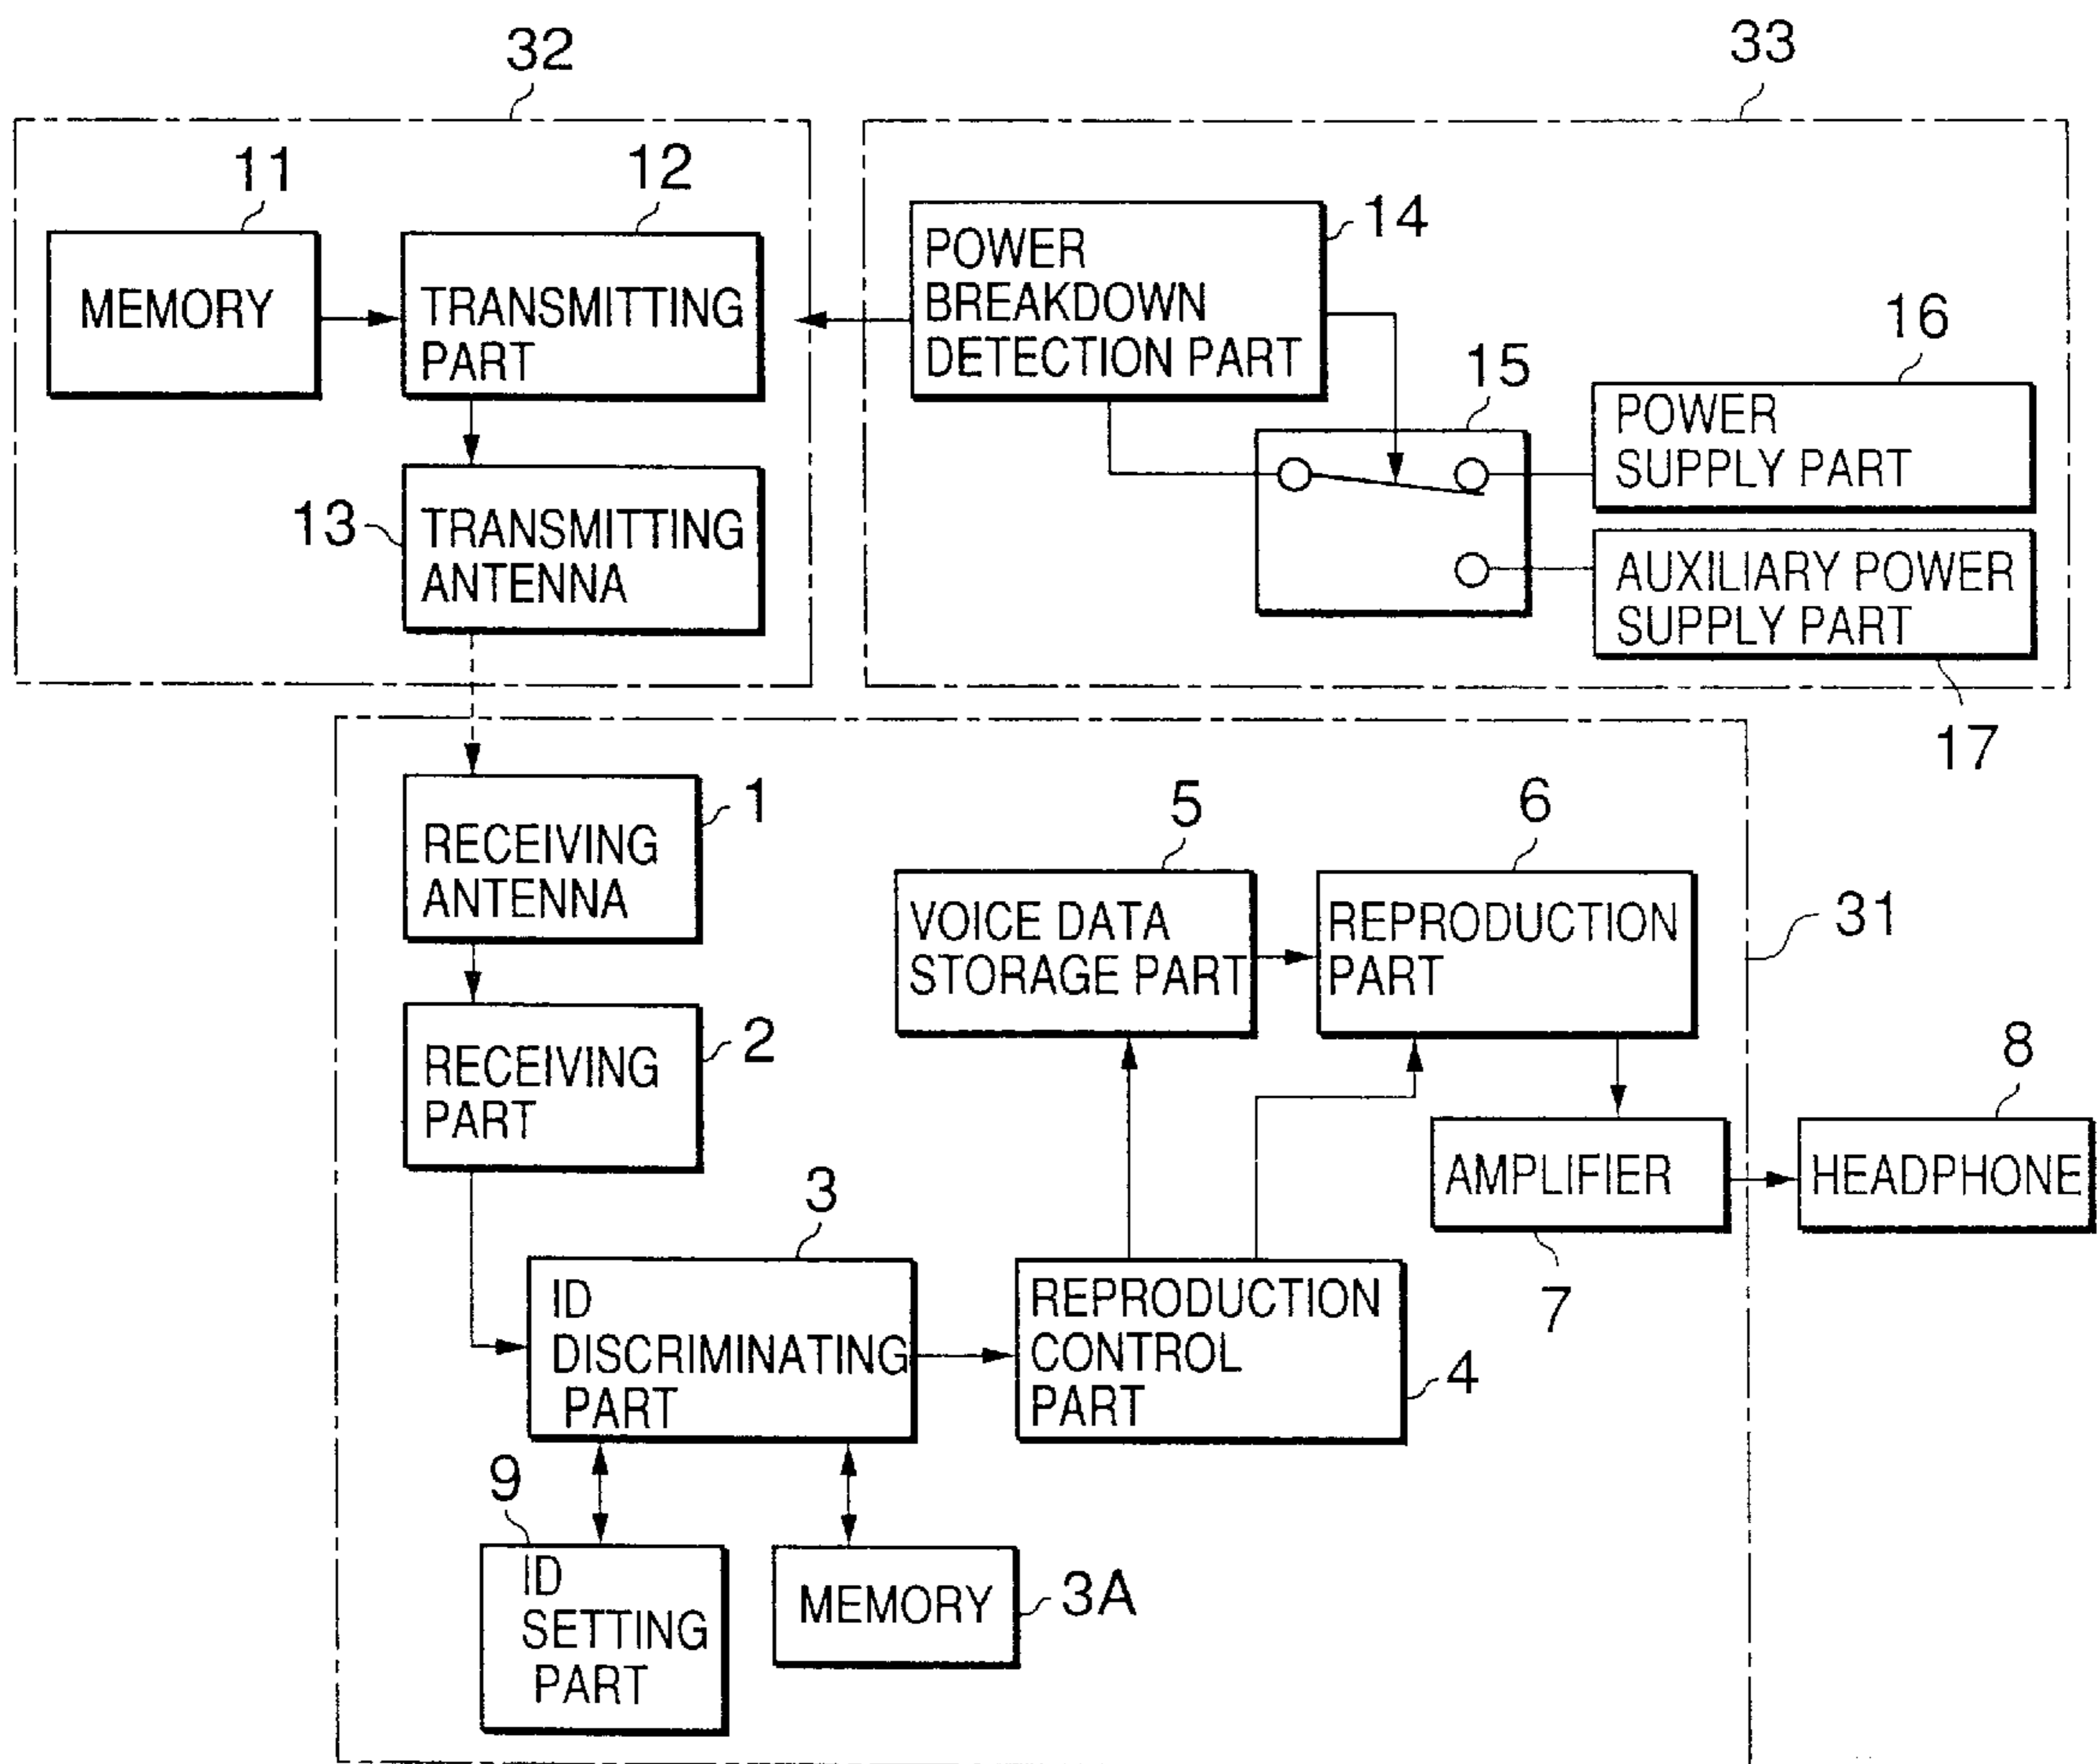 32
33
11
12
MEMORY
TRANSMITTING
PART
13
TRANSMITTING
ANTENNA
14
POWER
BREAKDOWN
DETECTION PART
15
16
POWER
SUPPLY PART
AUXILIARY POWER
SUPPLY PART
17
1
RECEIVING
ANTENNA
2
RECEIVING
PART
5
VOICE DATA
STORAGE PART
6
REPRODUCTION
PART
31
8
AMPLIFIER
HEADPHONE
7
3
ID
DISCRIMINATING
PART
REPRODUCTION
CONTROL
PART
4
9
ID
SETTING
PART
MEMORY
3A